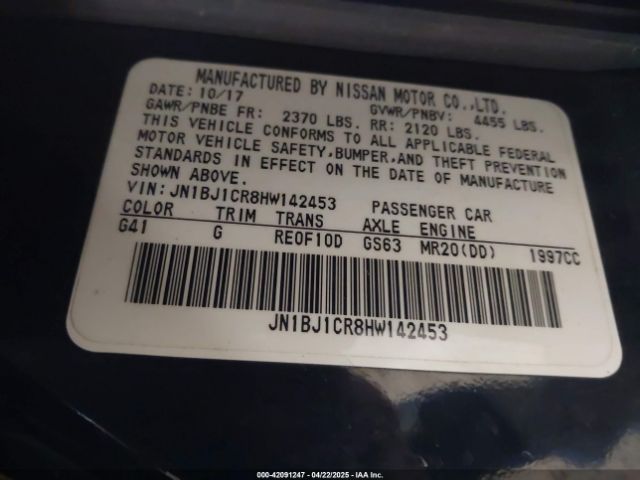 MANUFACTURED BY NISSAN MOTOR CO.,LTD.
DATE: 10/17 GVWR/PNBV: 4455 LBS.
GAWR/PNBE FR: 2370 LBS. RR: 2120 LBS.
THIS VEHICLE CONFORMS TO ALL APPLICABLE FEDERAL
MOTOR VEHICLE SAFETY,BUMPER,AND THEFT PREVENTION
STANDARDS IN EFFECT ON THE DATE OF MANUFACTURE
SHOWN ABOVE.
VIN: JN1BJ1CR8HW142453 PASSENGER CAR
COLOR TRIM TRANS AXLE ENGINE
G41 G RE0F10D GS63 MR20(DD) 1997CC
JN1BJ1CR8HW142453
000-42091247 - 04/22/2025 - IAA Inc.